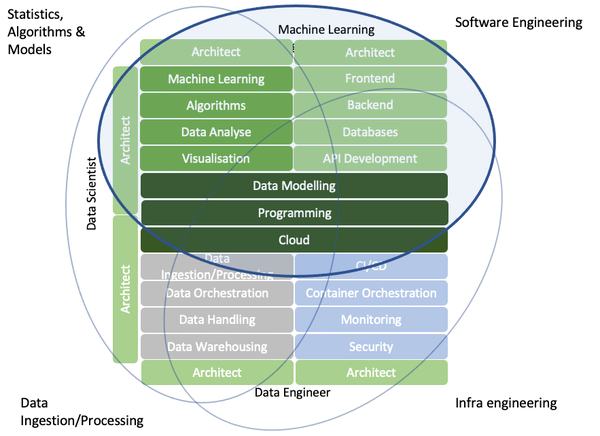 Statistics,
Algorithms &
Models
Machine Learning
Software Engineering
Architect
Architect
Machine Learning
Frontend
Algorithms
Backend
Data Analyse
Databases
Visualisation
API Development
Architect
Data Scientist
Data Modelling
Programming
Cloud
Architect
Data
Ingestion/Processing
CI/CD
Data Orchestration
Container Orchestration
Data Handling
Monitoring
Data Warehousing
Security
Architect
Architect
Data Engineer
Data
Ingestion/Processing
Infra engineering